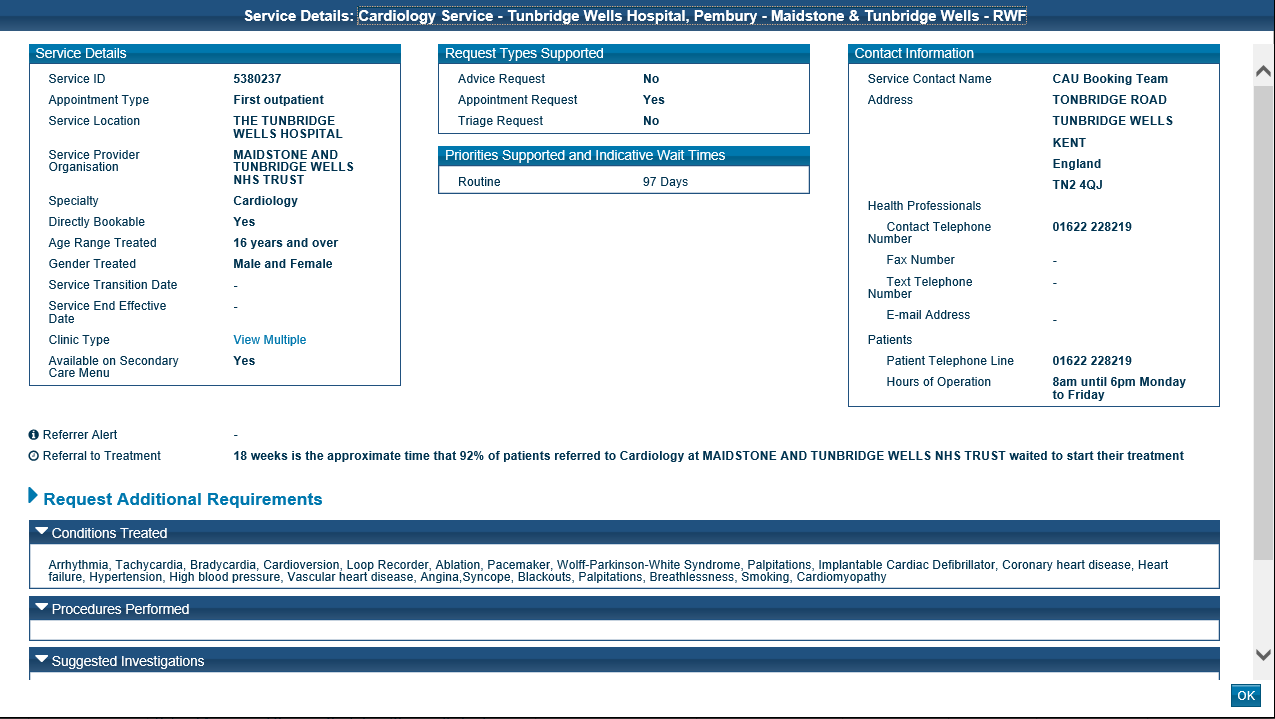 Service Details: Cardiology Service - Tunbridge Wells Hospital, Pembury - Maidstone & Tunbridge Wells - RWF
Service Details
Service ID 5380237
Appointment Type First outpatient
Service Location THE TUNBRIDGE
WELLS HOSPITAL
Service Provider MAIDSTONE AND
Organisation TUNBRIDGE WELLS
NHS TRUST
Specialty Cardiology
Directly Bookable Yes
Age Range Treated 16 years and over
Gender Treated Male and Female
Service Transition Date -
Service End Effective -
Date
Clinic Type View Multiple
Available on Secondary Yes
Care Menu
Request Types Supported
Advice Request No
Appointment Request Yes
Triage Request No
Priorities Supported and Indicative Wait Times
Routine 97 Days
Contact Information
Service Contact Name CAU Booking Team
Address TONBRIDGE ROAD
TUNBRIDGE WELLS
KENT
England
TN2 4QJ
Health Professionals
Contact Telephone 01622 228219
Number
Fax Number -
Text Telephone -
Number
E-mail Address -
Patients
Patient Telephone Line 01622 228219
Hours of Operation 8am until 6pm Monday
to Friday
Referrer Alert -
Referral to Treatment 18 weeks is the approximate time that 92% of patients referred to Cardiology at MAIDSTONE AND TUNBRIDGE WELLS NHS TRUST waited to start their treatment
Request Additional Requirements
Conditions Treated
Arrhythmia, Tachycardia, Bradycardia, Cardioversion, Loop Recorder, Ablation, Pacemaker, Wolff-Parkinson-White Syndrome, Palpitations, Implantable Cardiac Defibrillator, Coronary heart disease, Heart
failure, Hypertension, High blood pressure, Vascular heart disease, Angina,Syncope, Blackouts, Palpitations, Breathlessness, Smoking, Cardiomyopathy
Procedures Performed
Suggested Investigations
OK